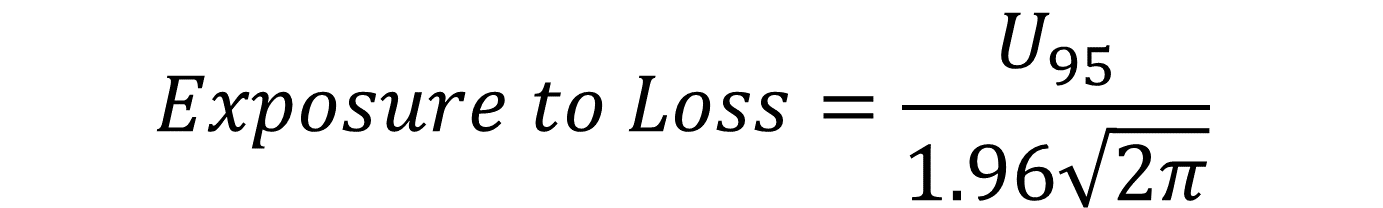 Exposure to Loss = U₉₅ / 1.96√2π